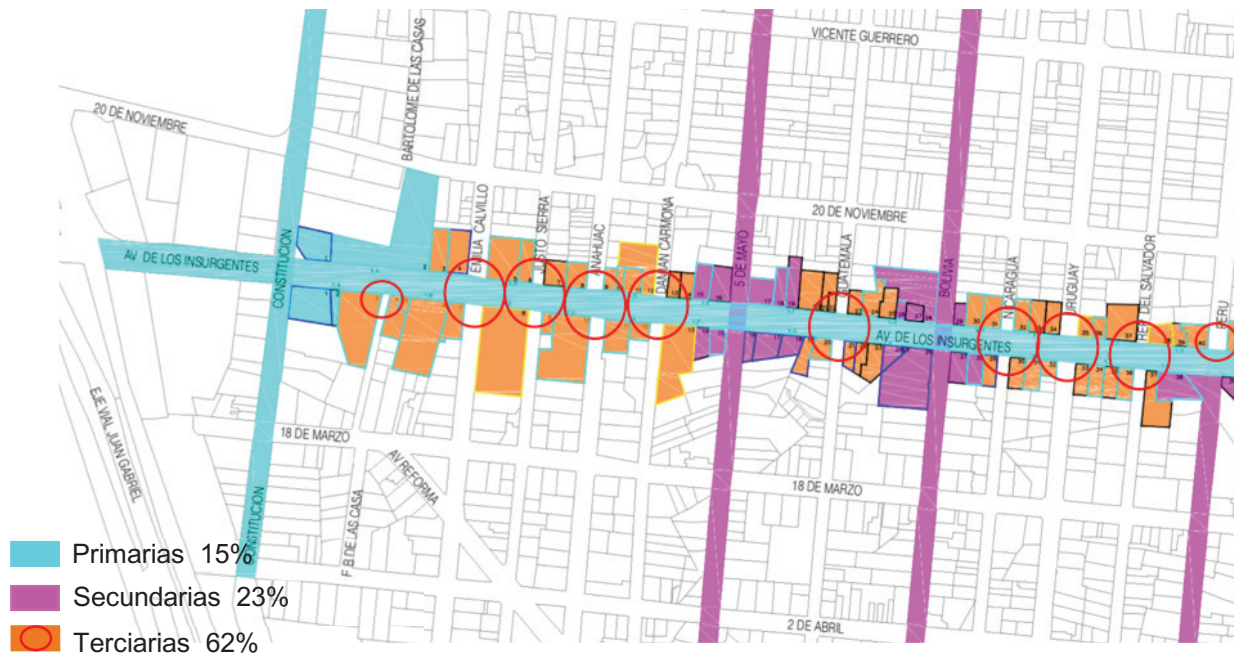 VICENTE GUERRERO
20 DE NOVIEMBRE
BARTOLOME DE LAS CASAS
EMILIA CALVILLO
JUSTO SIERRA
ANAHUAC
DAMIAN CARMONA
5 DE MAYO
20 DE NOVIEMBRE
GUATEMALA
BOLIVIA
NICARAGUA
URUGUAY
REP. DEL SALVADOR
PERU
AV. DE LOS INSURGENTES
CONSTITUCION
AV. DE LOS INSURGENTES
EJE VIAL JUAN GABRIEL
18 DE MARZO
AV REFORMA
18 DE MARZO
CONSTITUCION
F. B DE LAS CASA
2 DE ABRIL
Primarias 15%
Secundarias 23%
Terciarias 62%